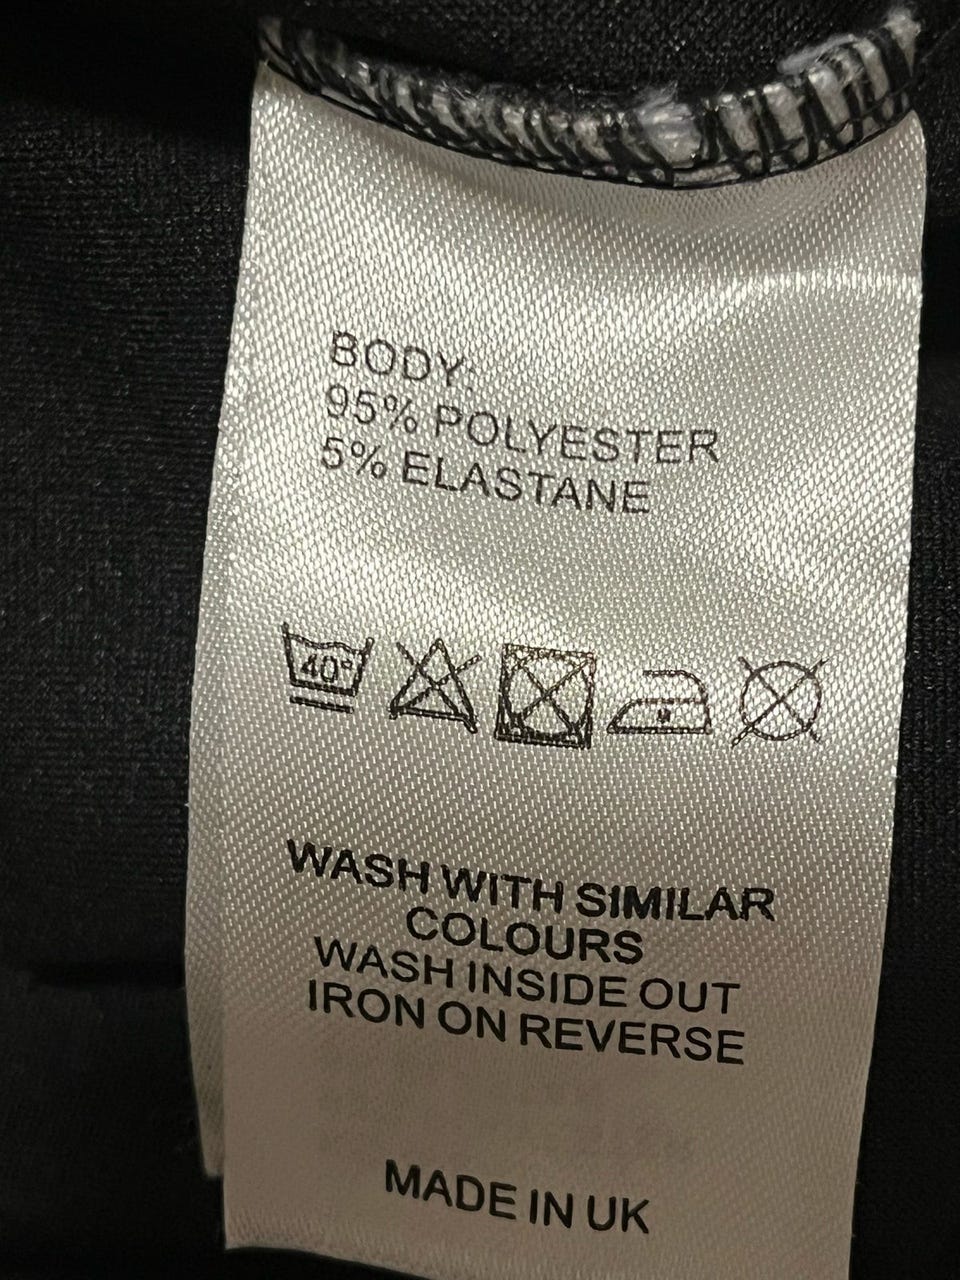 BODY:
95% POLYESTER
5% ELASTANE
40°
WASH WITH SIMILAR
COLOURS
WASH INSIDE OUT
IRON ON REVERSE
MADE IN UK